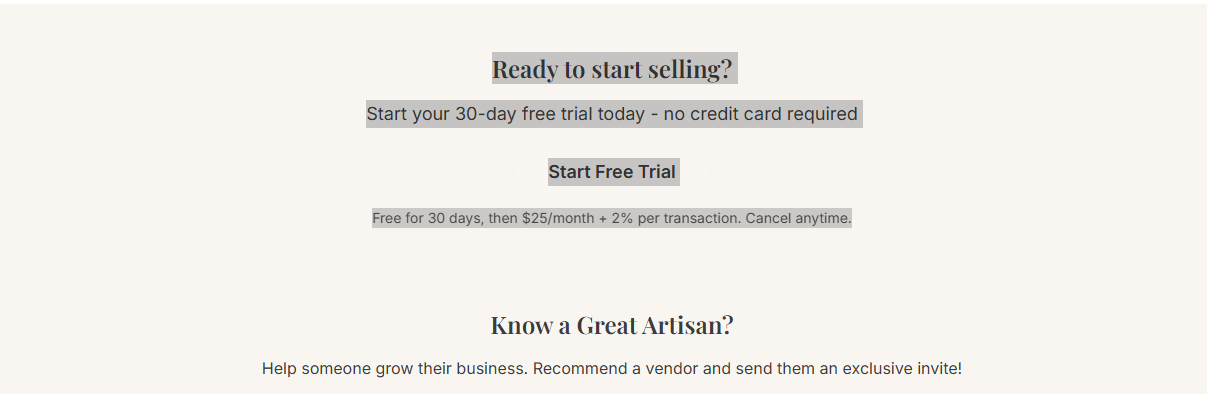 Ready to start selling?
Start your 30-day free trial today - no credit card required
Start Free Trial
Free for 30 days, then $25/month + 2% per transaction. Cancel anytime.
Know a Great Artisan?
Help someone grow their business. Recommend a vendor and send them an exclusive invite!